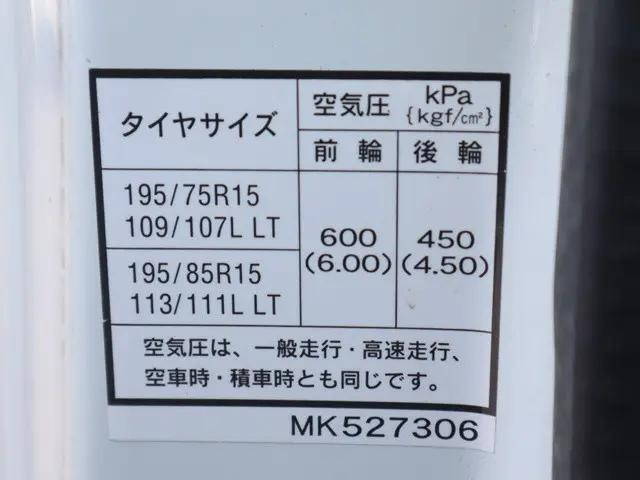 タイヤサイズ
空気圧 kPa {kgf/cm²}
前輪 後輪
195/75R15
109/107L LT
195/85R15
113/111L LT
600
(6.00)
450
(4.50)
空気圧は、一般走行・高速走行、
空車時・積車時とも同じです。
MK527306